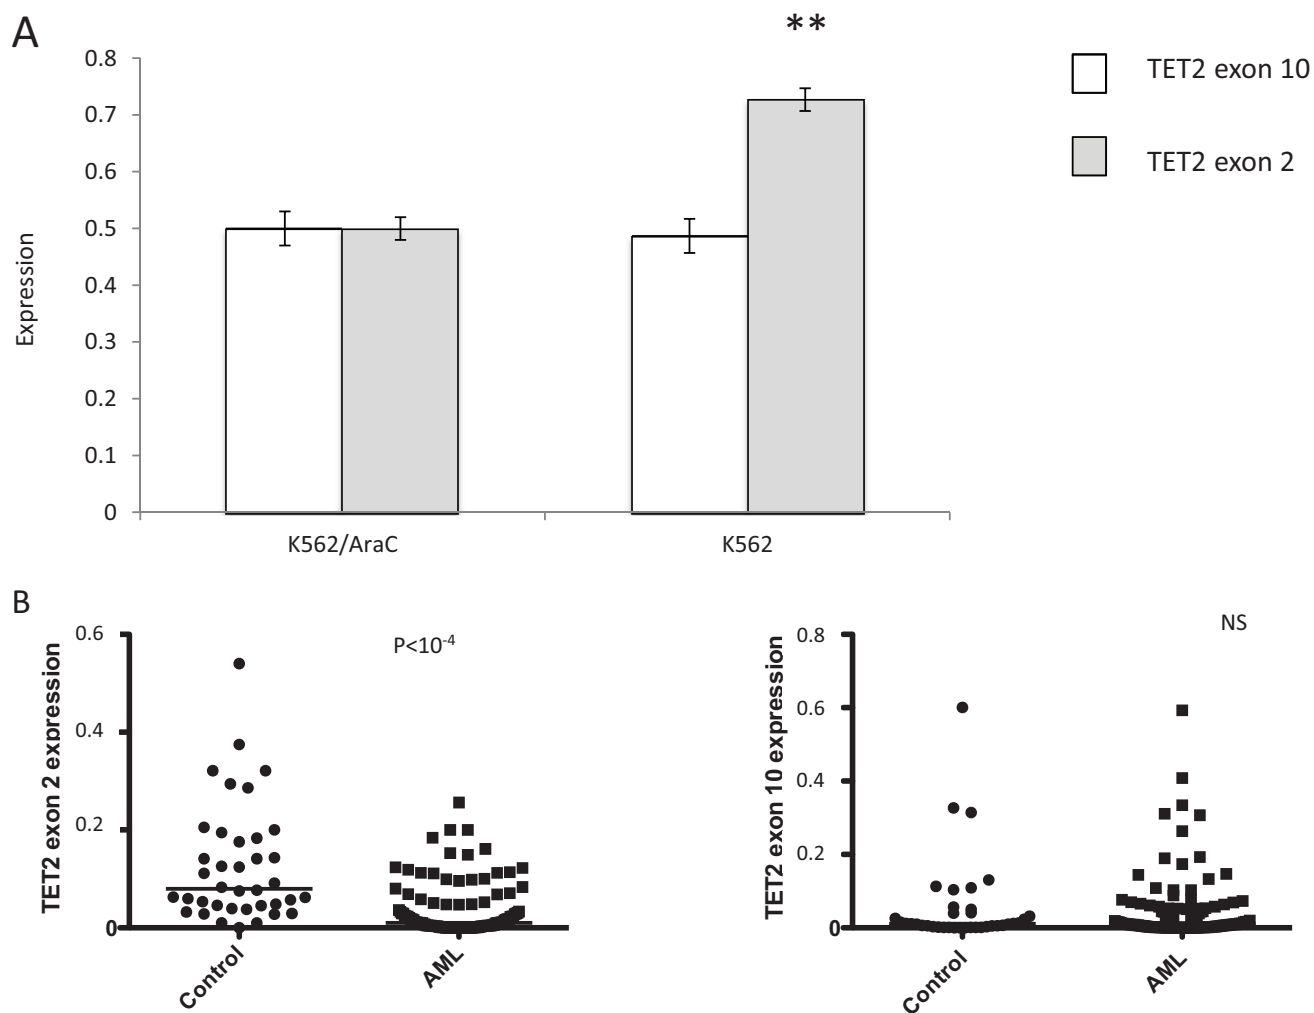 A
**
Expression
0.8
0.7
0.6
0.5
0.4
0.3
0.2
0.1
0
K562/AraC
K562
TET2 exon 10
TET2 exon 2
B
TET2 exon 2 expression
0.6
0.4
0.2
0
P<10⁻⁴
Control
AML
TET2 exon 10 expression
0.8
0.6
0.4
0.2
0
NS
Control
AML